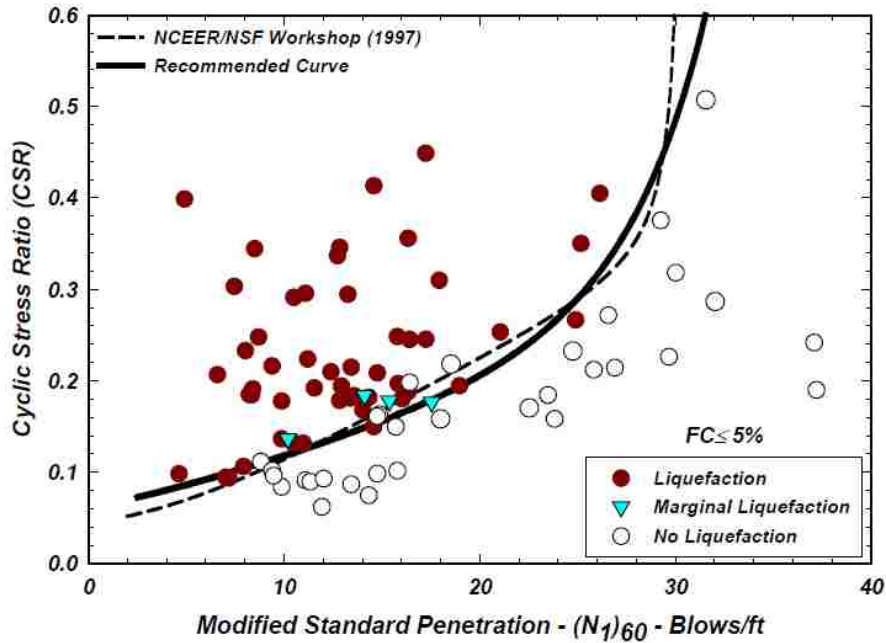 0.6
0.5
0.4
0.3
0.2
0.1
0.0
Cyclic Stress Ratio (CSR)
NCEER/NSF Workshop (1997)
Recommended Curve
FC≤ 5%
Liquefaction
Marginal Liquefaction
No Liquefaction
0 10 20 30 40
Modified Standard Penetration - (N1)60 - Blows/ft